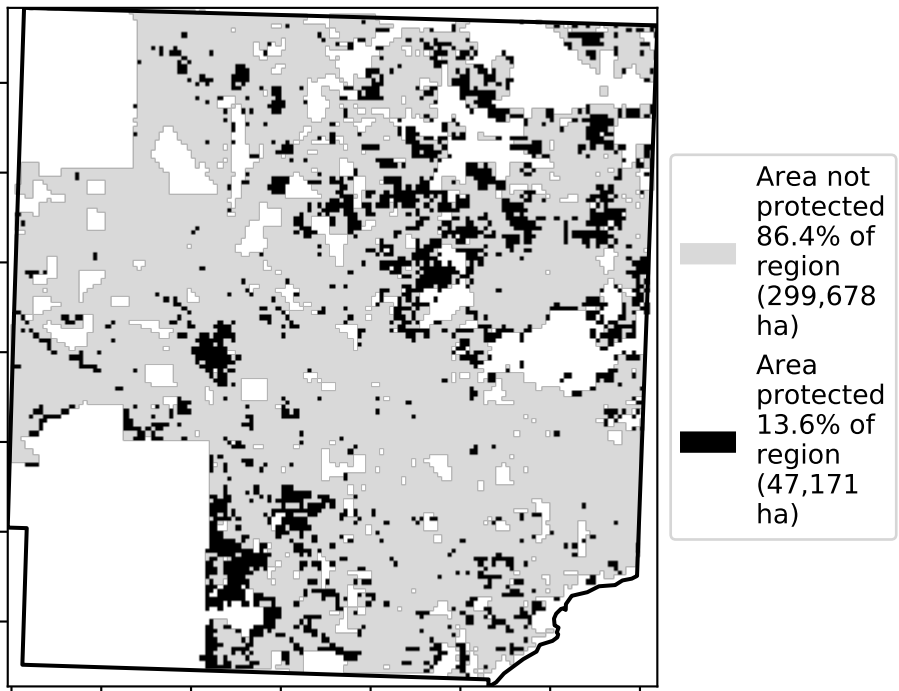 Area not
protected
86.4% of
region
(299,678
ha)
Area
protected
13.6% of
region
(47,171
ha)